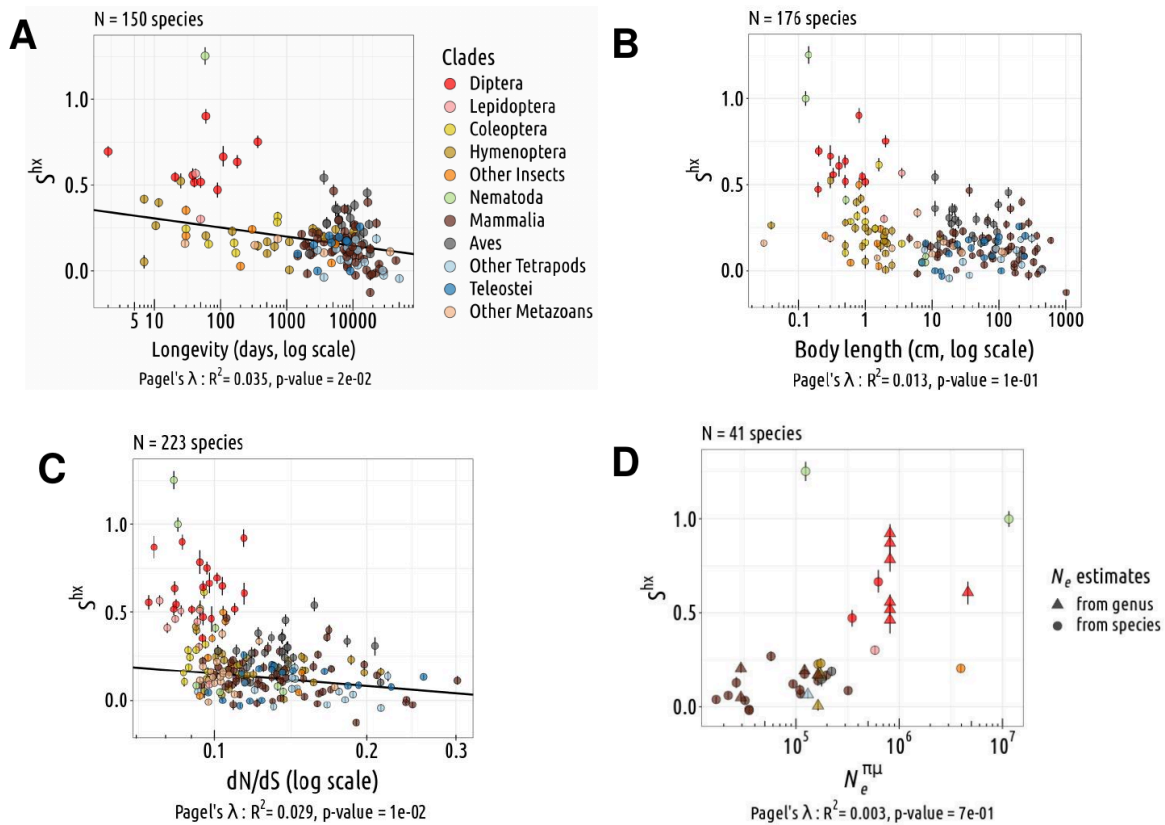 A
N = 150 species
S^hx
1.0
0.5
0.0
5 10 100 1000 10000
Longevity (days, log scale)
Pagel's λ : R²= 0.035, p-value = 2e-02
Clades
Diptera
Lepidoptera
Coleoptera
Hymenoptera
Other Insects
Nematoda
Mammalia
Aves
Other Tetrapods
Teleostei
Other Metazoans
B
N = 176 species
S^hx
1.0
0.5
0.0
0.1 1 10 100 1000
Body length (cm, log scale)
Pagel's λ : R²= 0.013, p-value = 1e-01
C
N = 223 species
S^hx
1.0
0.5
0.0
0.1 0.2 0.3
dN/dS (log scale)
Pagel's λ : R²= 0.029, p-value = 1e-02
D
N = 41 species
S^hx
1.0
0.5
0.0
10⁵ 10⁶ 10⁷
N_e^πμ
Pagel's λ : R²= 0.003, p-value = 7e-01
N_e estimates
from genus
from species